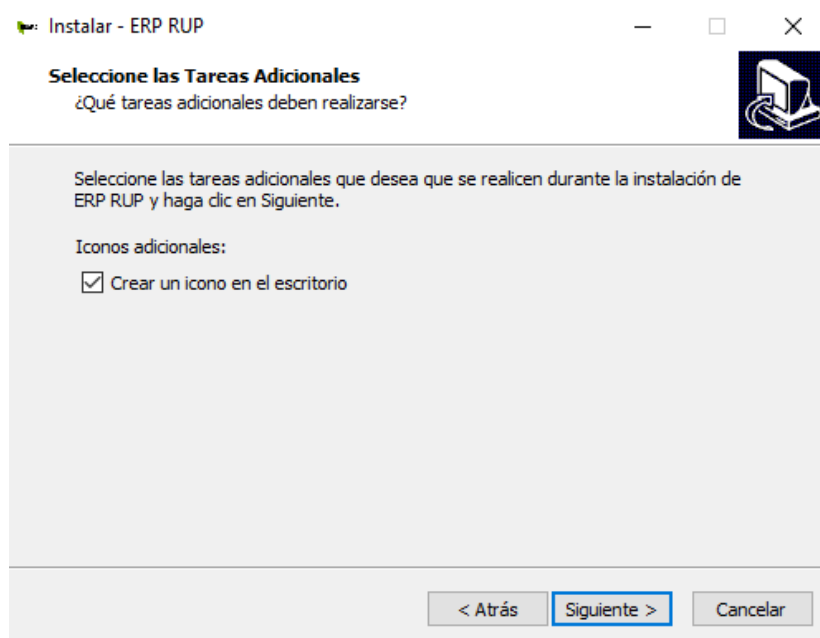 Instalar - ERP RUP
Seleccione las Tareas Adicionales
¿Qué tareas adicionales deben realizarse?
Seleccione las tareas adicionales que desea que se realicen durante la instalación de
ERP RUP y haga clic en Siguiente.
Iconos adicionales:
Crear un icono en el escritorio
< Atrás Siguiente > Cancelar